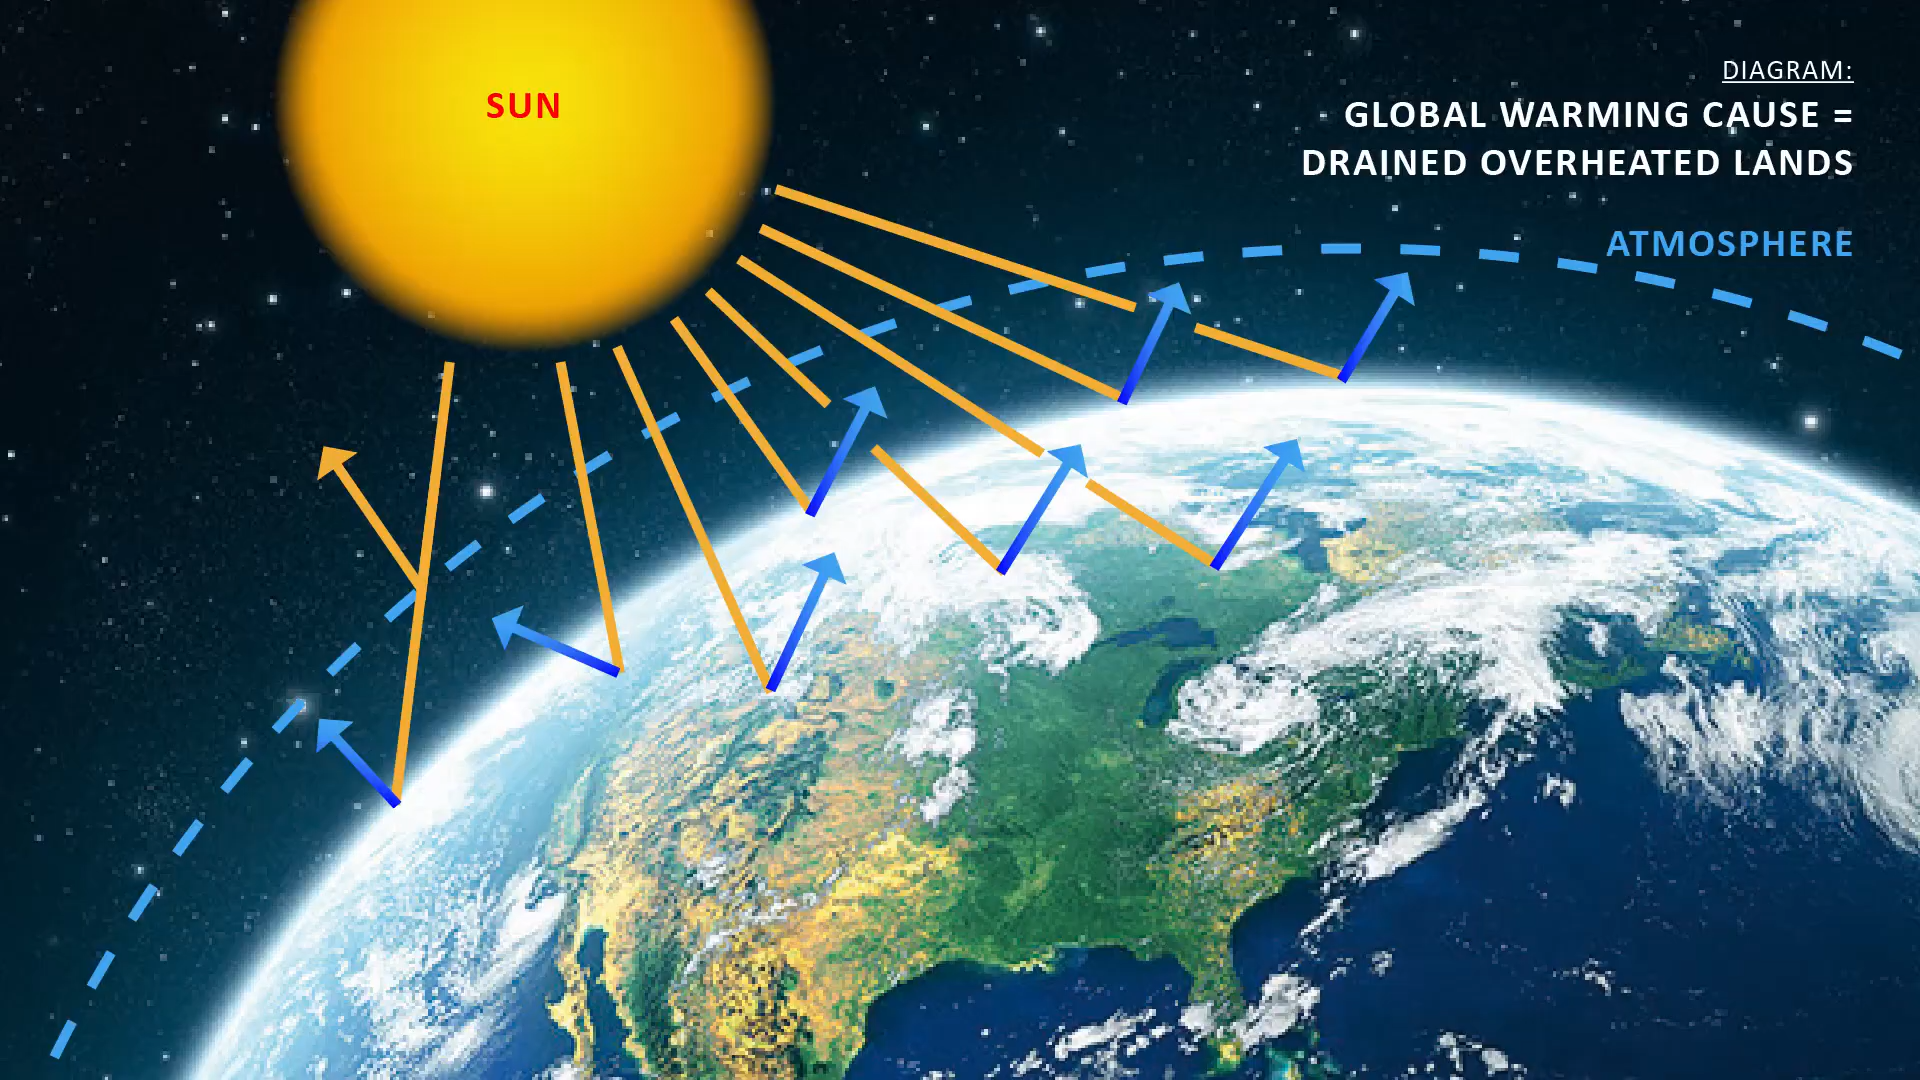 SUN
DIAGRAM:
GLOBAL WARMING CAUSE =
DRAINED OVERHEATED LANDS
ATMOSPHERE